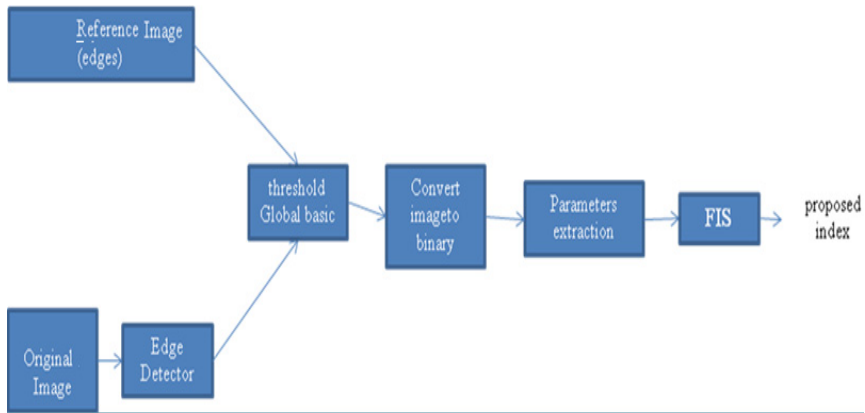 Reference Image
(edges)
threshold
Global basic
Convert
imageto
binary
Parameters
extraction
FIS
proposed
index
Original
Image
Edge
Detector